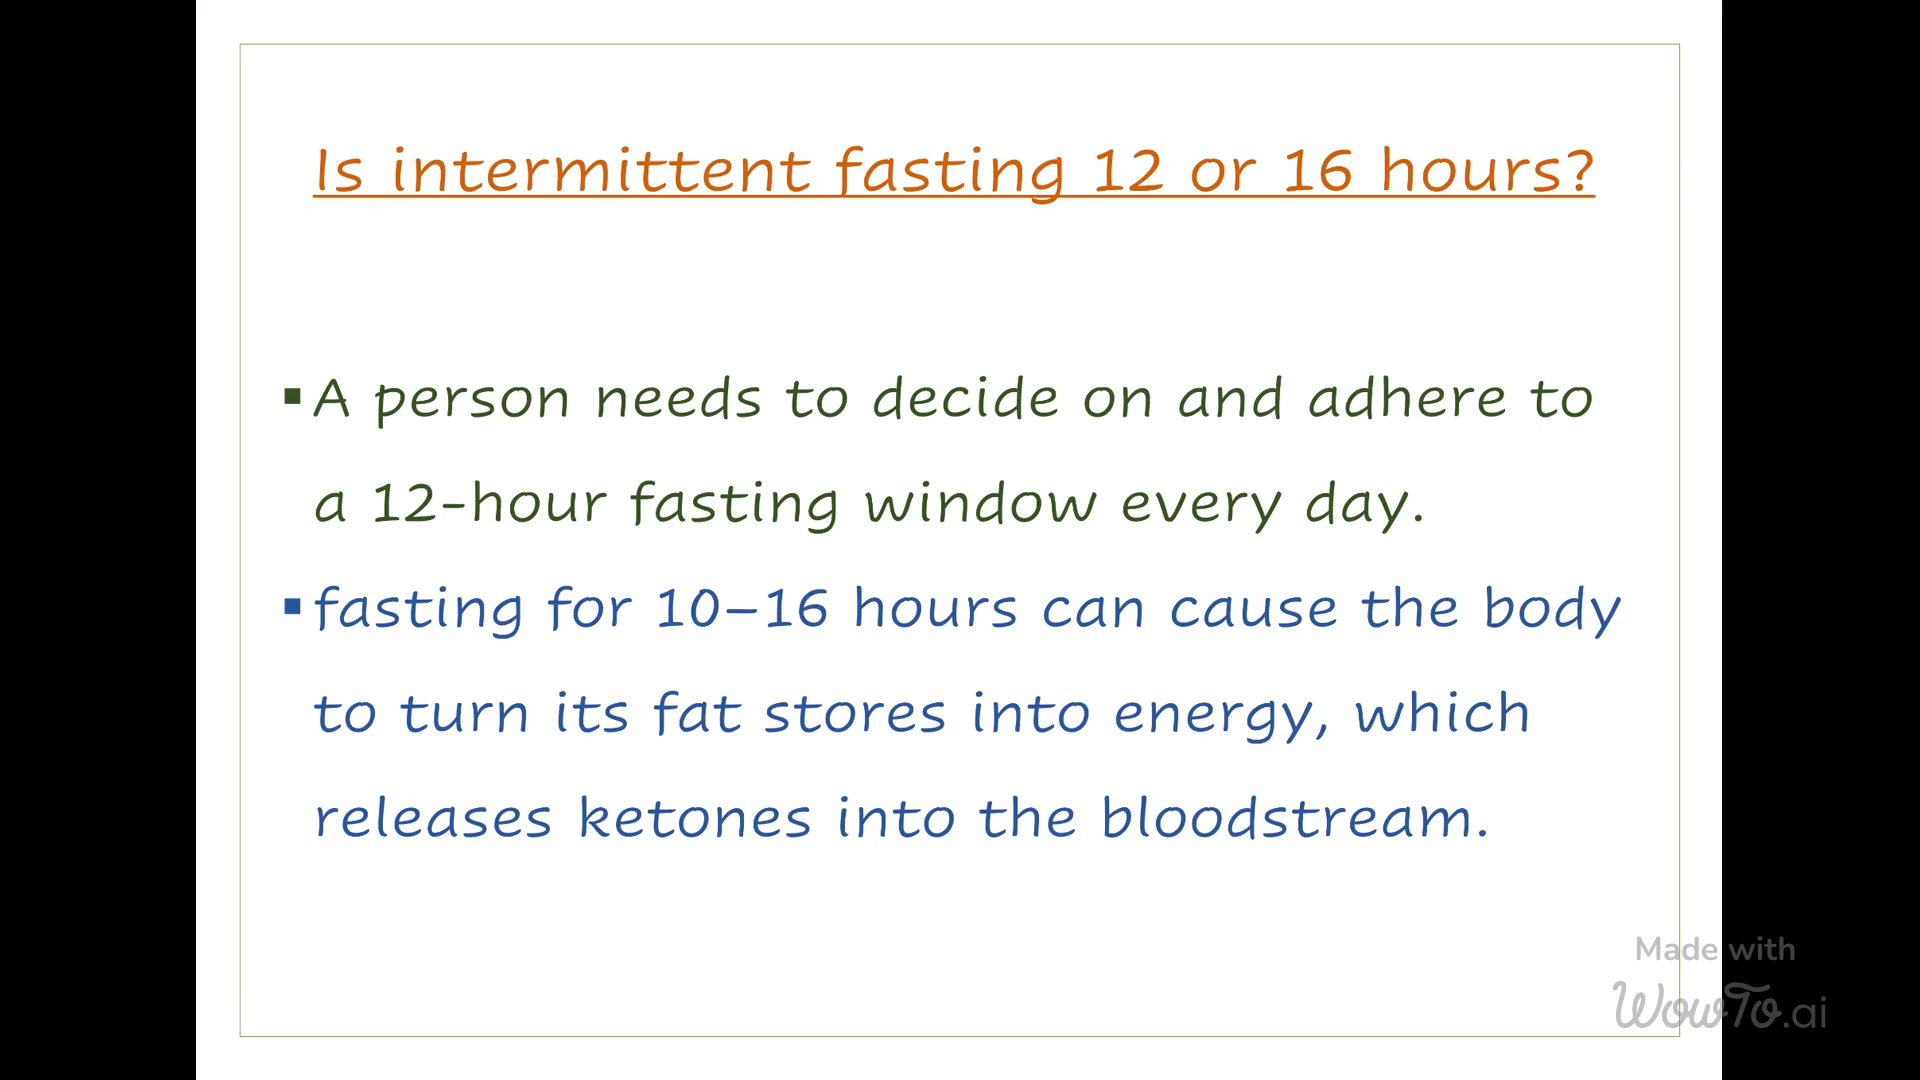 Is intermittent fasting 12 or 16 hours?
▪A person needs to decide on and adhere to
a 12-hour fasting window every day.
▪fasting for 10–16 hours can cause the body
to turn its fat stores into energy, which
releases ketones into the bloodstream.
Made with
WowTo.ai